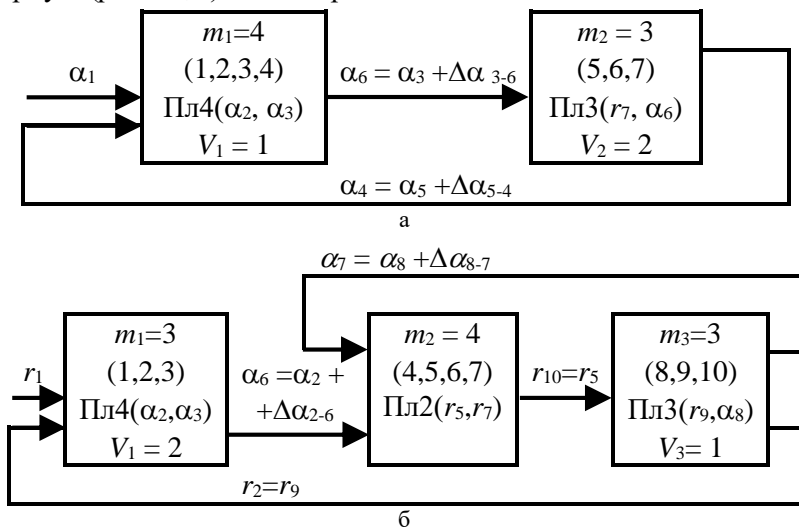 m₁=4
(1,2,3,4)
Пл4(α₂, α₃)
V₁ = 1
α₁
α₆ = α₃ +Δα ₃₋₆
m₂ = 3
(5,6,7)
Пл3(r₇, α₆)
V₂ = 2
α₄ = α₅ +Δα₅₋₄
а
α₇ = α₈ +Δα₈₋₇
r₁
m₁=3
(1,2,3)
Пл4(α₂,α₃)
V₁ = 2
α₆ =α₂ +
+Δα₂₋₆
m₂ = 4
(4,5,6,7)
Пл2(r₅,r₇)
r₁₀=r₅
m₃=3
(8,9,10)
Пл3(r₉,α₈)
V₃= 1
r₂=r₉
б